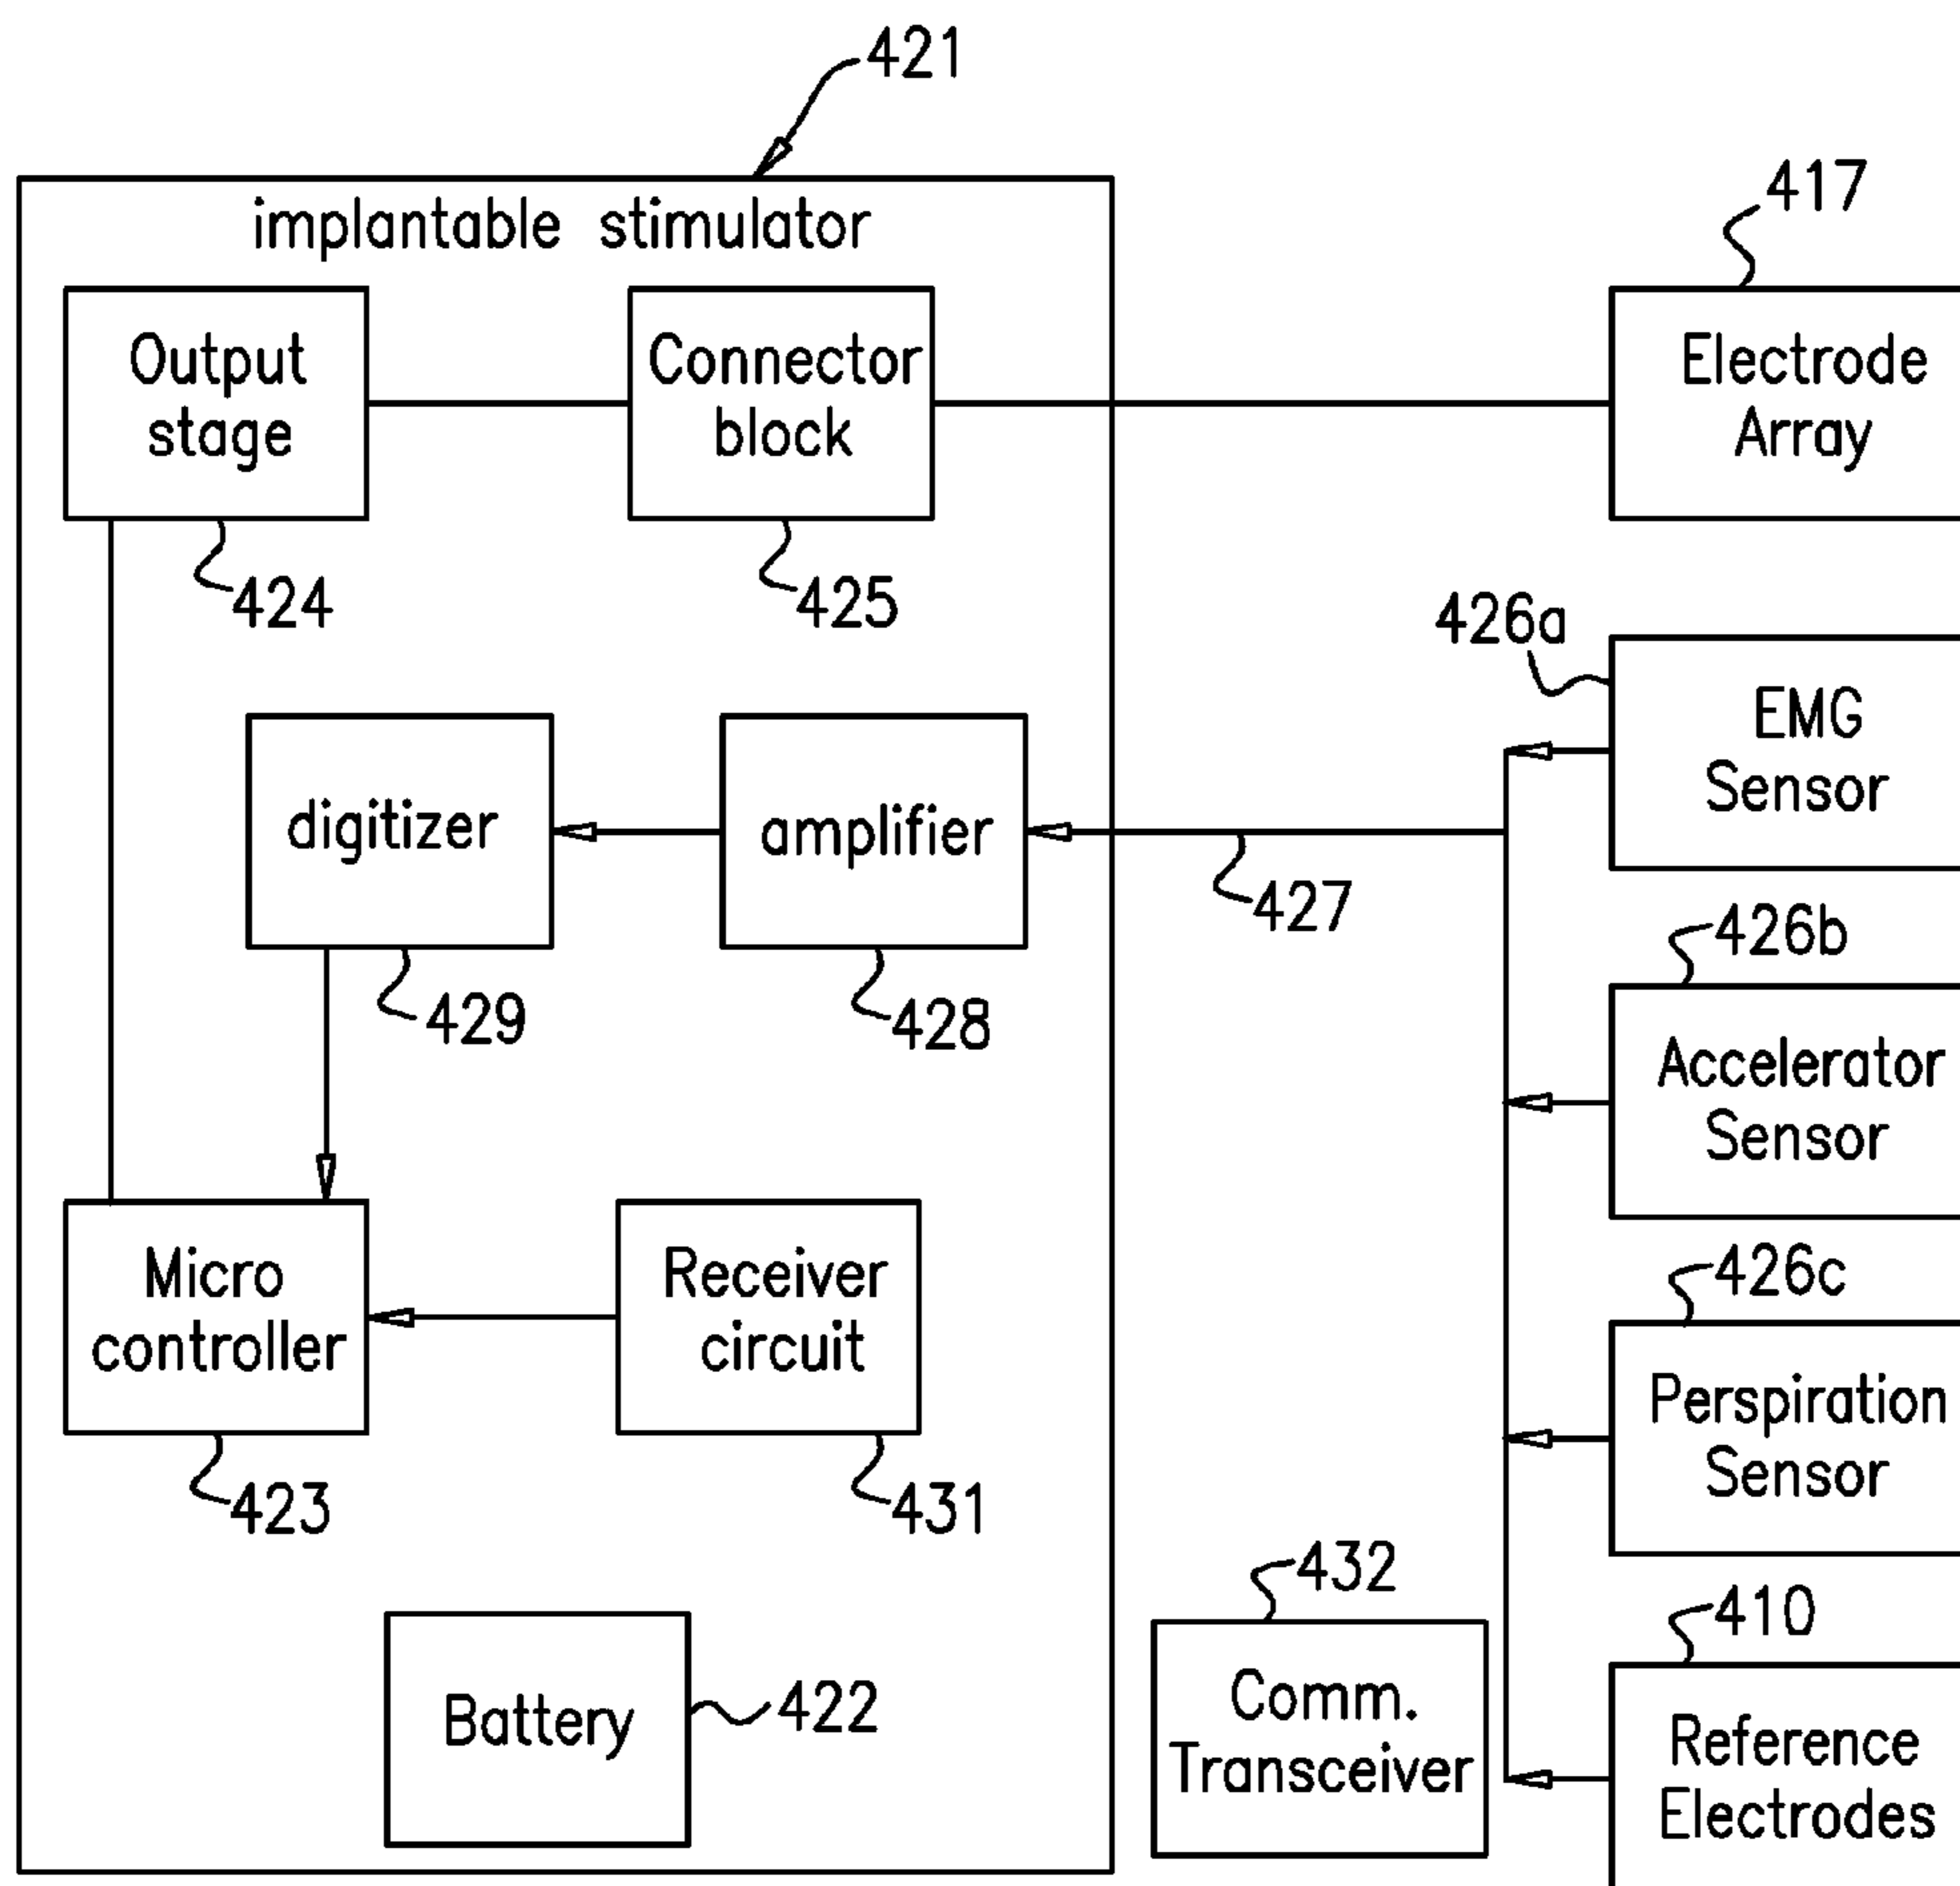 421
implantable stimulator
417
Output
stage
Connector
block
Electrode
Array
424
425
426a
EMG
Sensor
digitizer
amplifier
427
429
428
426b
Accelerator
Sensor
Micro
controller
Receiver
circuit
426c
Perspiration
Sensor
423
431
432
410
Battery
422
Comm.
Transceiver
Reference
Electrodes